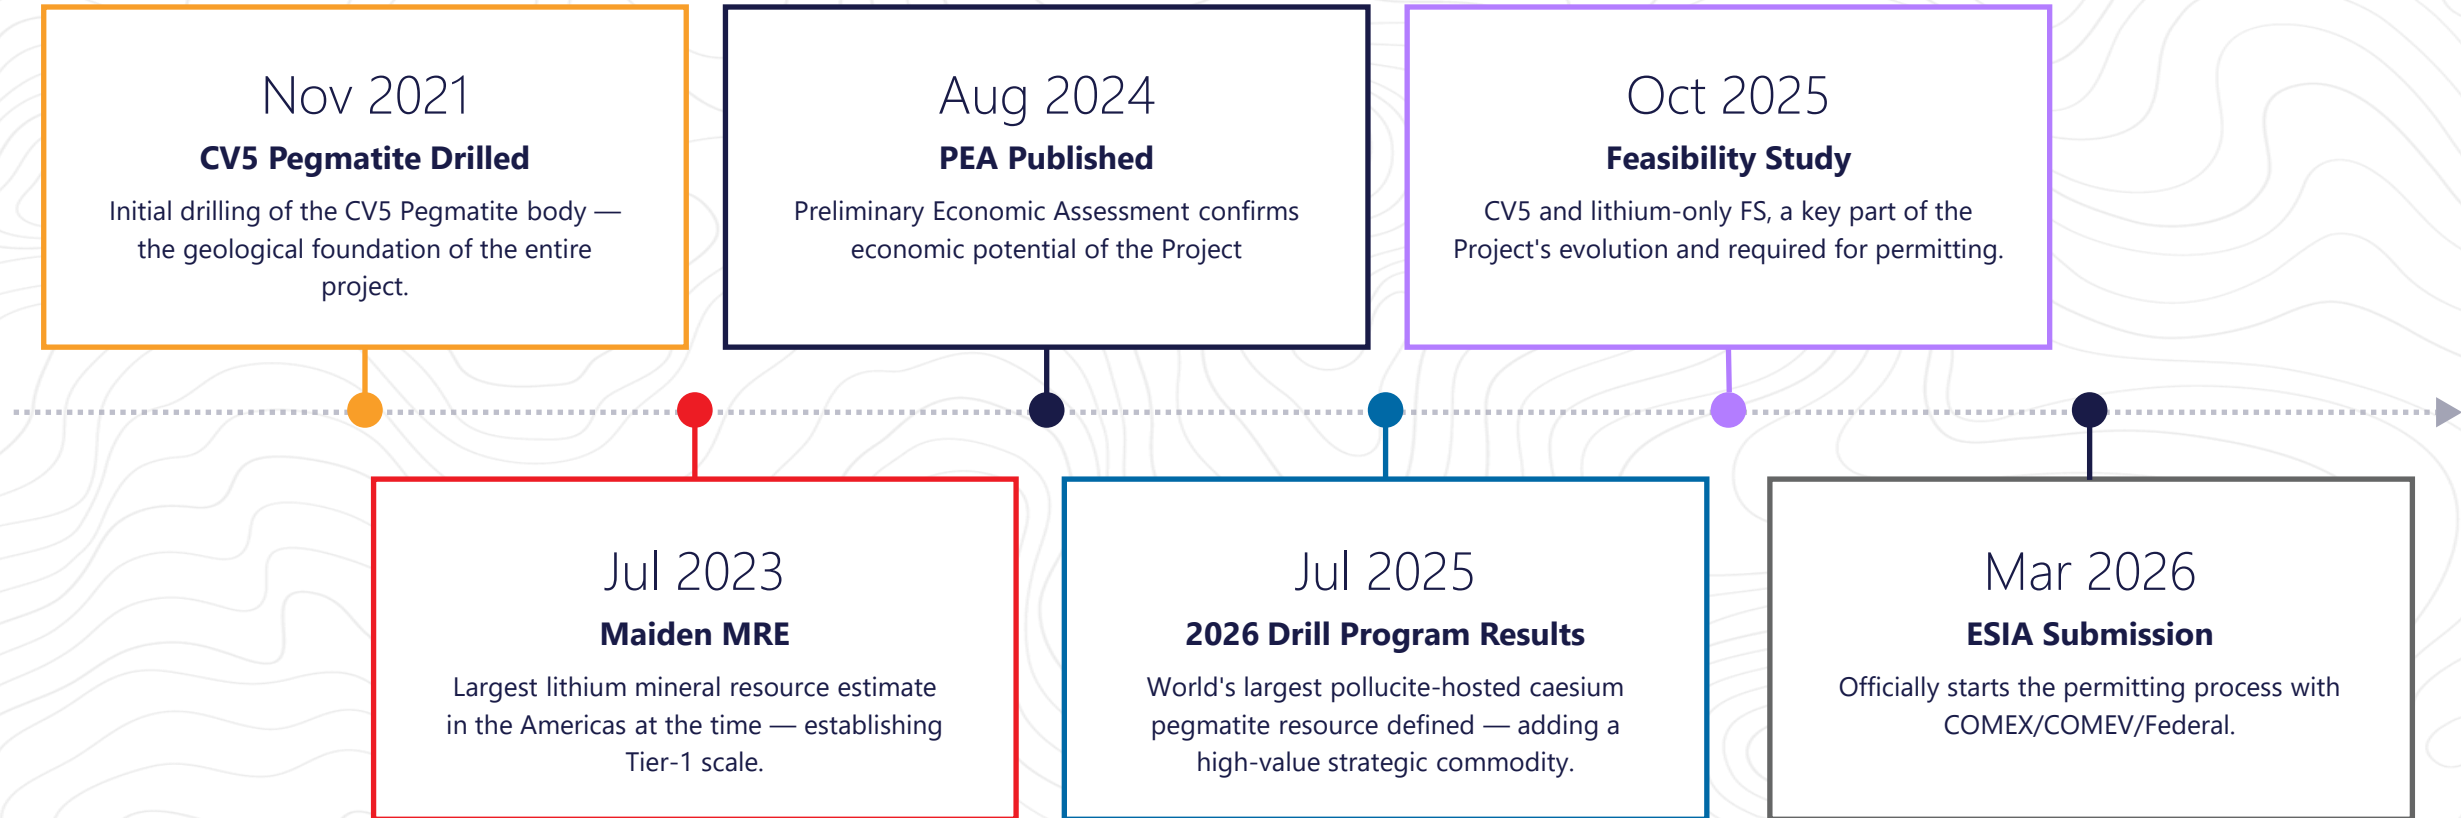 Nov 2021
CV5 Pegmatite Drilled
Initial drilling of the CV5 Pegmatite body —
the geological foundation of the entire
project.
Aug 2024
PEA Published
Preliminary Economic Assessment confirms
economic potential of the Project
Oct 2025
Feasibility Study
CV5 and lithium-only FS, a key part of the
Project's evolution and required for permitting.
Jul 2023
Maiden MRE
Largest lithium mineral resource estimate
in the Americas at the time — establishing
Tier-1 scale.
Jul 2025
2026 Drill Program Results
World's largest pollucite-hosted caesium
pegmatite resource defined — adding a
high-value strategic commodity.
Mar 2026
ESIA Submission
Officially starts the permitting process with
COMEX/COMEV/Federal.